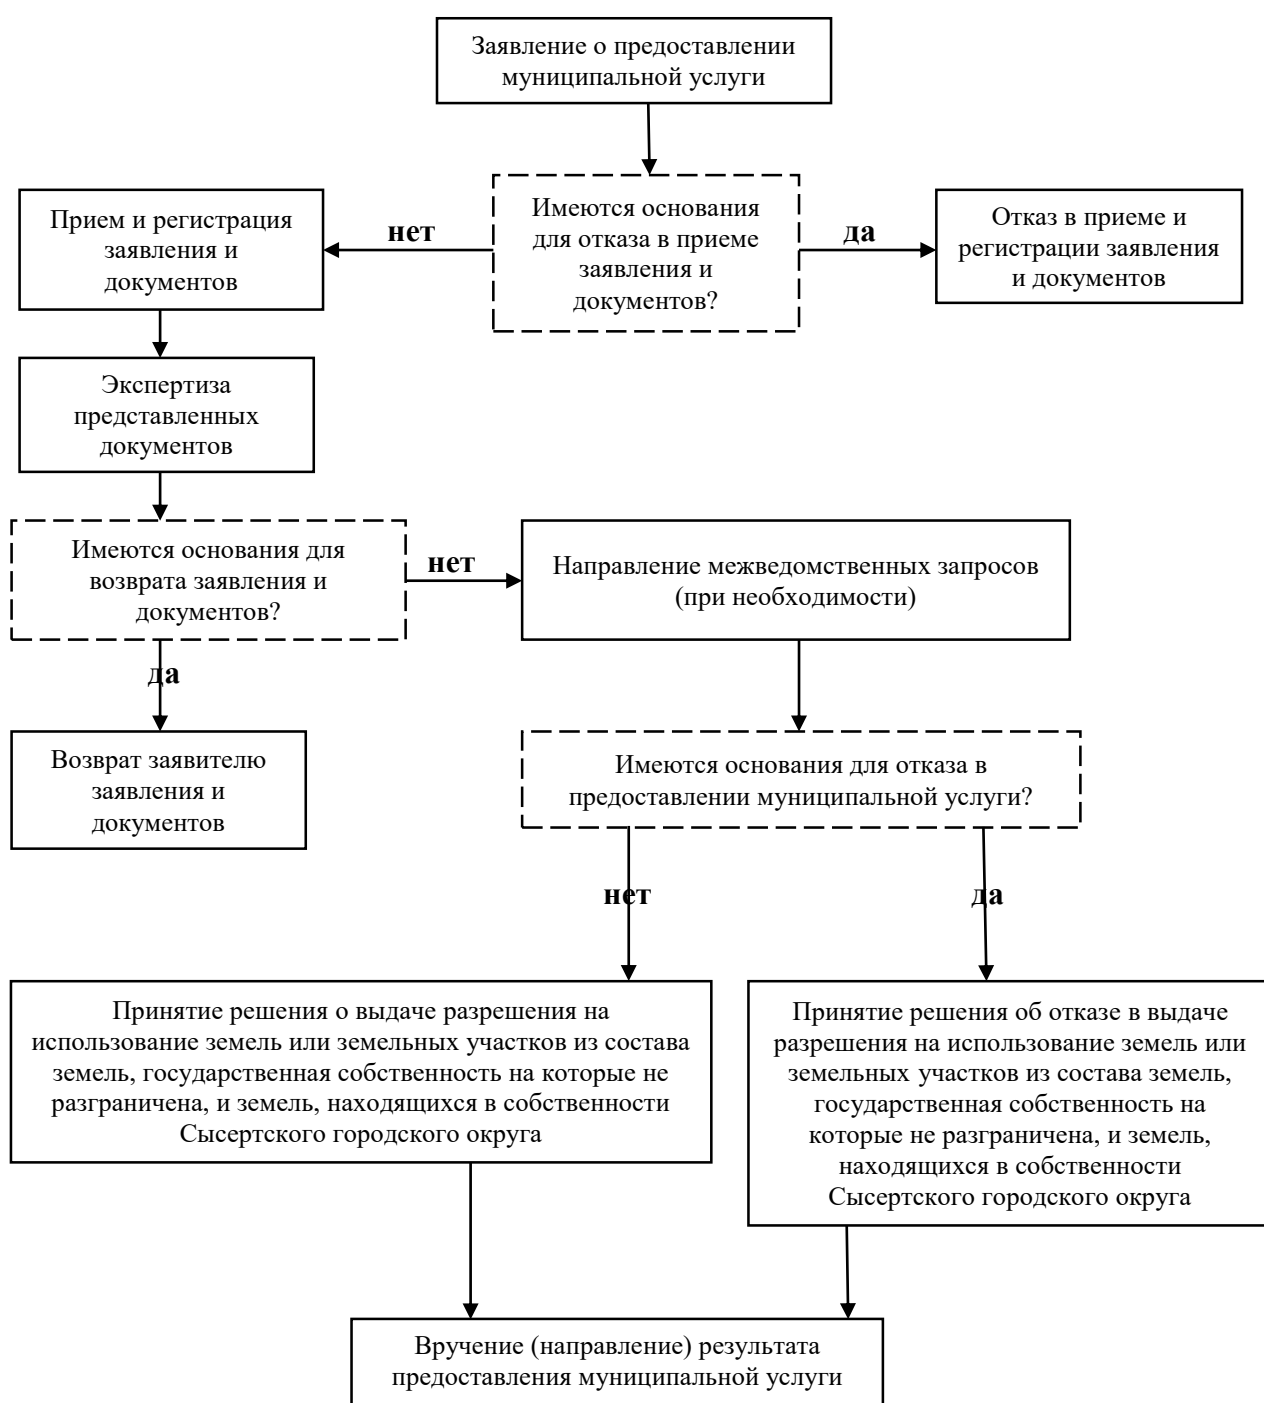 Заявление о предоставлении
муниципальной услуги
Прием и регистрация
заявления и
документов
нет
Имеются основания
для отказа в приеме
заявления и
документов?
да
Отказ в приеме и
регистрации заявления
и документов
Экспертиза
представленных
документов
Имеются основания для
возврата заявления и
документов?
нет
Направление межведомственных запросов
(при необходимости)
да
Возврат заявителю
заявления и
документов
Имеются основания для отказа в
предоставлении муниципальной услуги?
нет
да
Принятие решения о выдаче разрешения на
использование земель или земельных участков из состава
земель, государственная собственность на которые не
разграничена, и земель, находящихся в собственности
Сысертского городского округа
Принятие решения об отказе в выдаче
разрешения на использование земель или
земельных участков из состава земель,
государственная собственность на
которые не разграничена, и земель,
находящихся в собственности
Сысертского городского округа
Вручение (направление) результата
предоставления муниципальной услуги